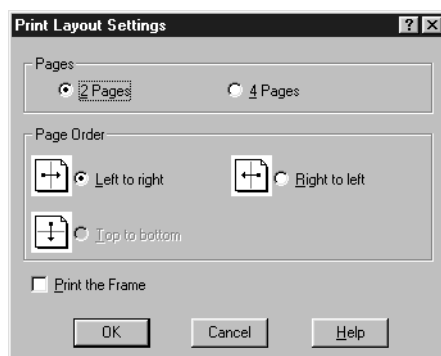 Print Layout Settings
Pages
2 Pages 4 Pages
Page Order
Left to right Right to left
Top to bottom
Print the Frame
OK Cancel Help